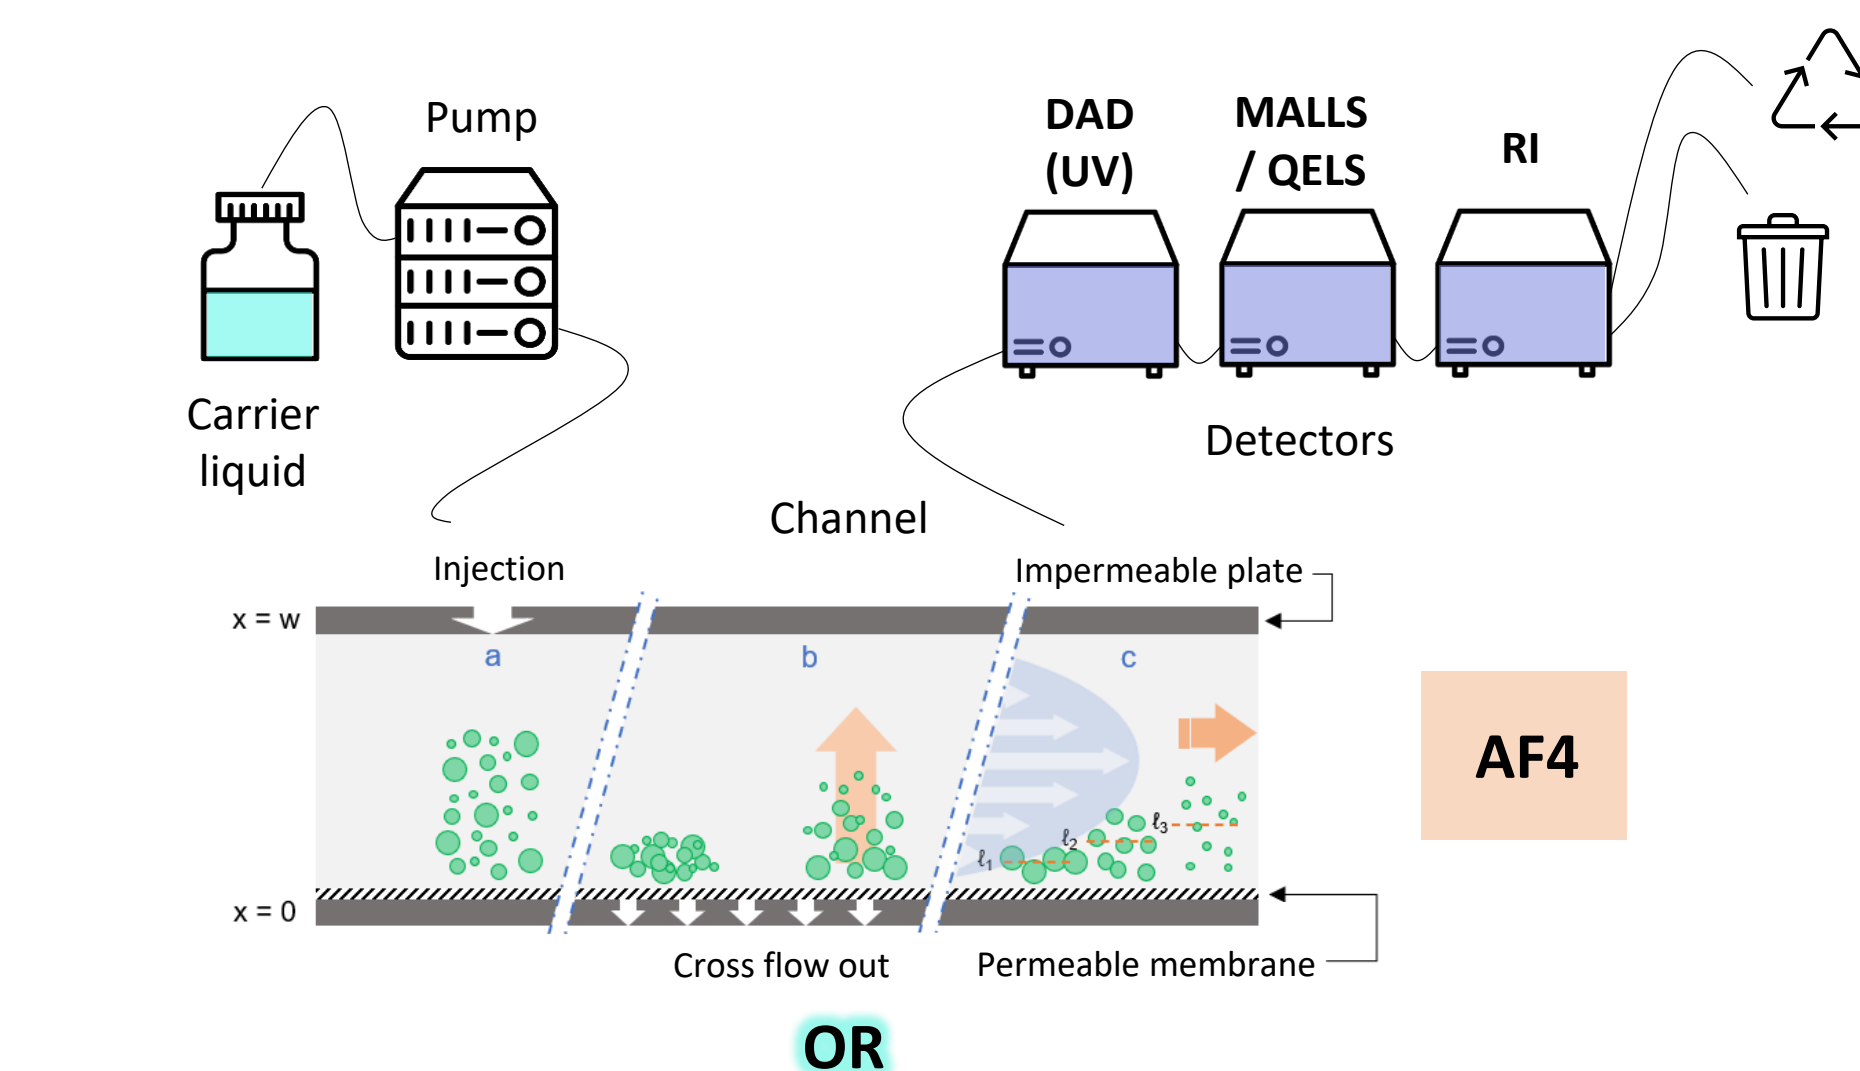 Pump
DAD
(UV)
MALLS
/ QELS
RI
Carrier
liquid
Detectors
Channel
Injection
Impermeable plate
x = w
a
b
c
AF4
ℓ1
ℓ2
ℓ3
x = 0
Cross flow out
Permeable membrane
OR